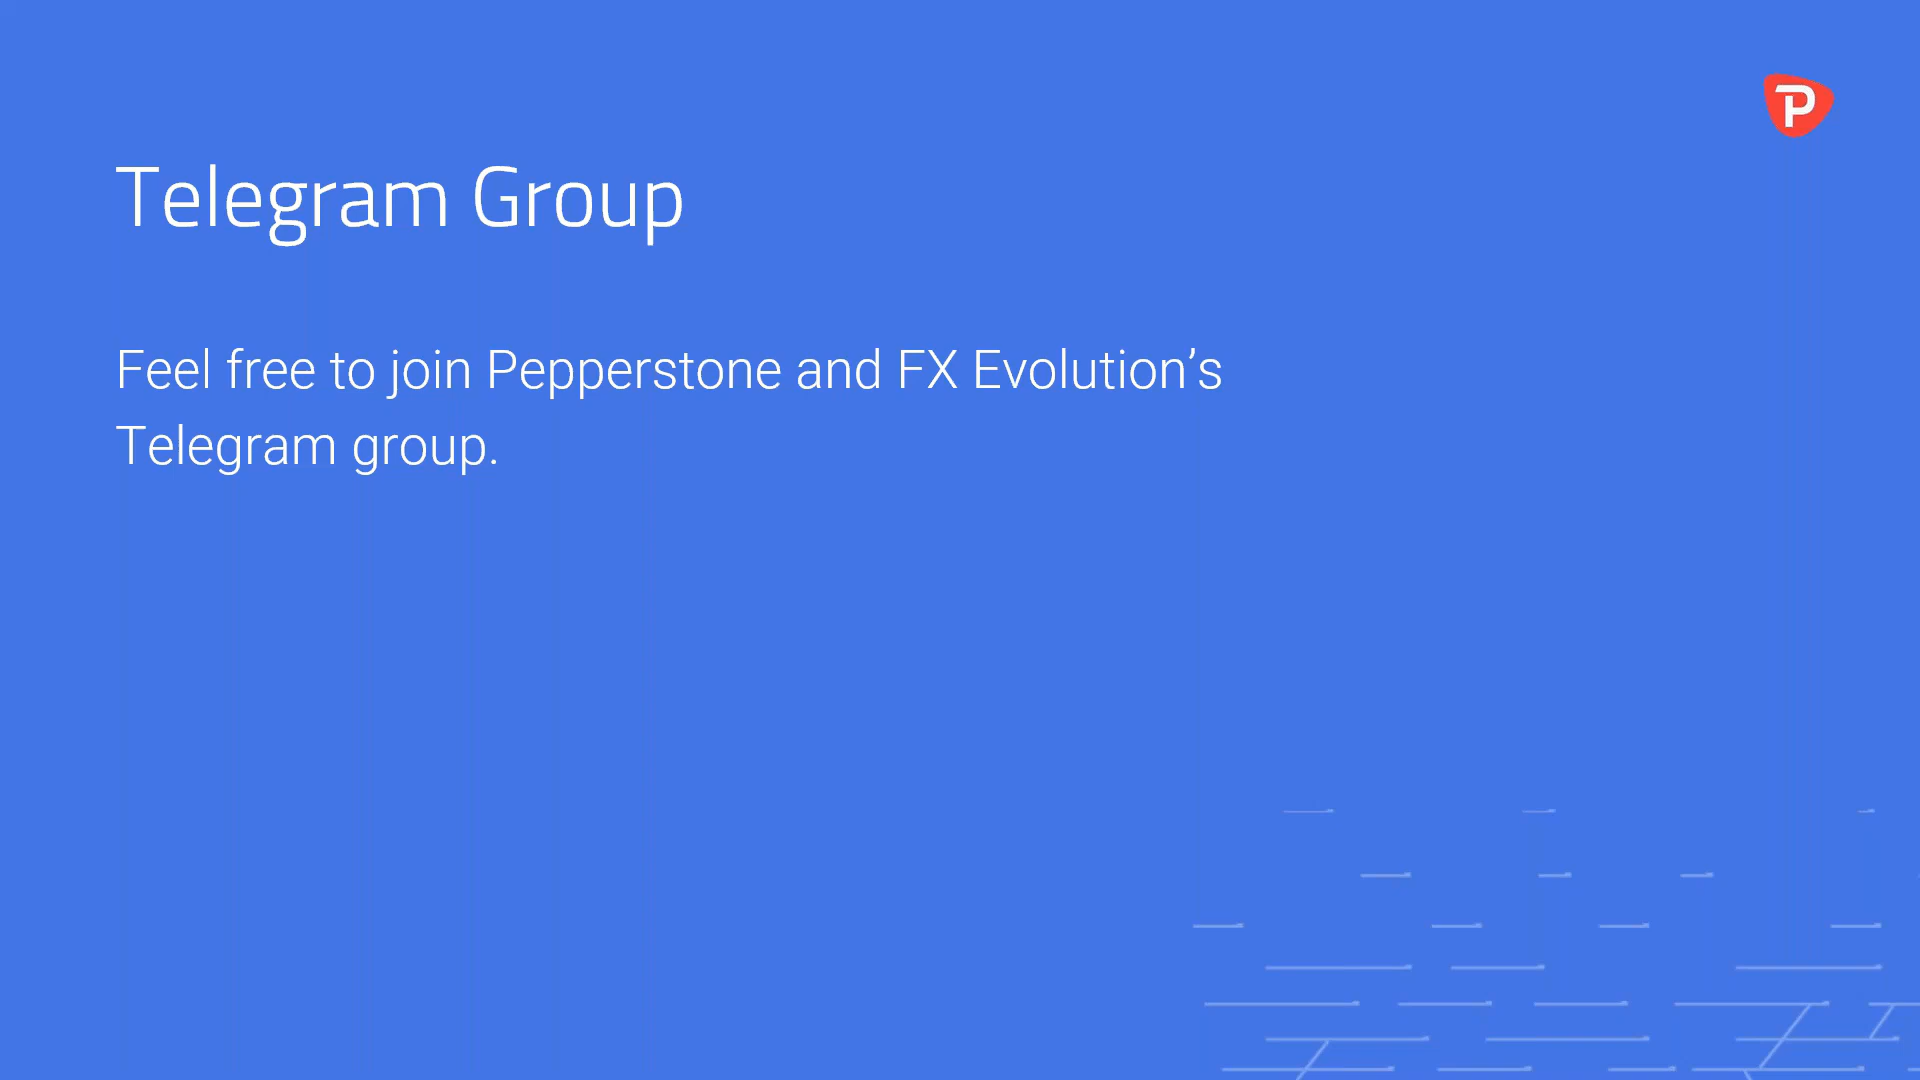 P
Telegram Group
Feel free to join Pepperstone and FX Evolution’s
Telegram group.